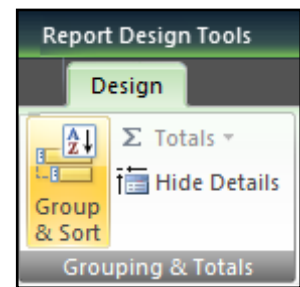 Report Design Tools
Design
A
Z
Σ Totals
Hide Details
Group
& Sort
Grouping & Totals